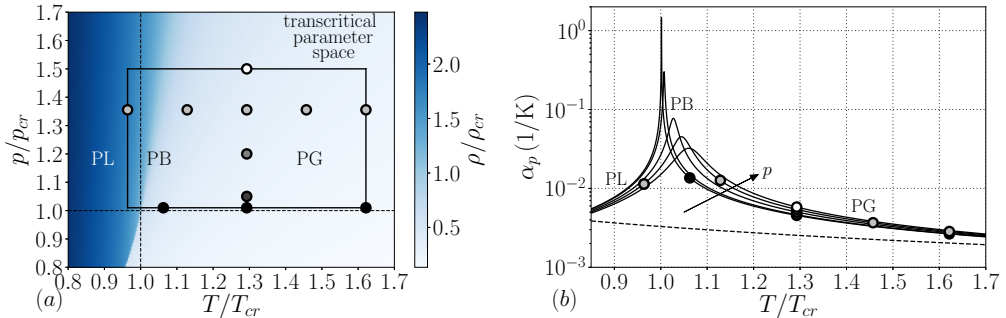 1.7
1.6
1.5
1.4
1.3
1.2
1.1
1.0
0.9
0.8
p/p_cr
transcritical
parameter
space
PL
PB
PG
0.8
0.9
1.0
1.1
1.2
1.3
1.4
1.5
1.6
1.7
T/T_cr
(a)
2.0
1.5
1.0
0.5
ρ/ρ_cr
10^0
10^−1
10^−2
10^−3
α_p (1/K)
PB
PL
p
PG
0.9
1.0
1.1
1.2
1.3
1.4
1.5
1.6
1.7
T/T_cr
(b)